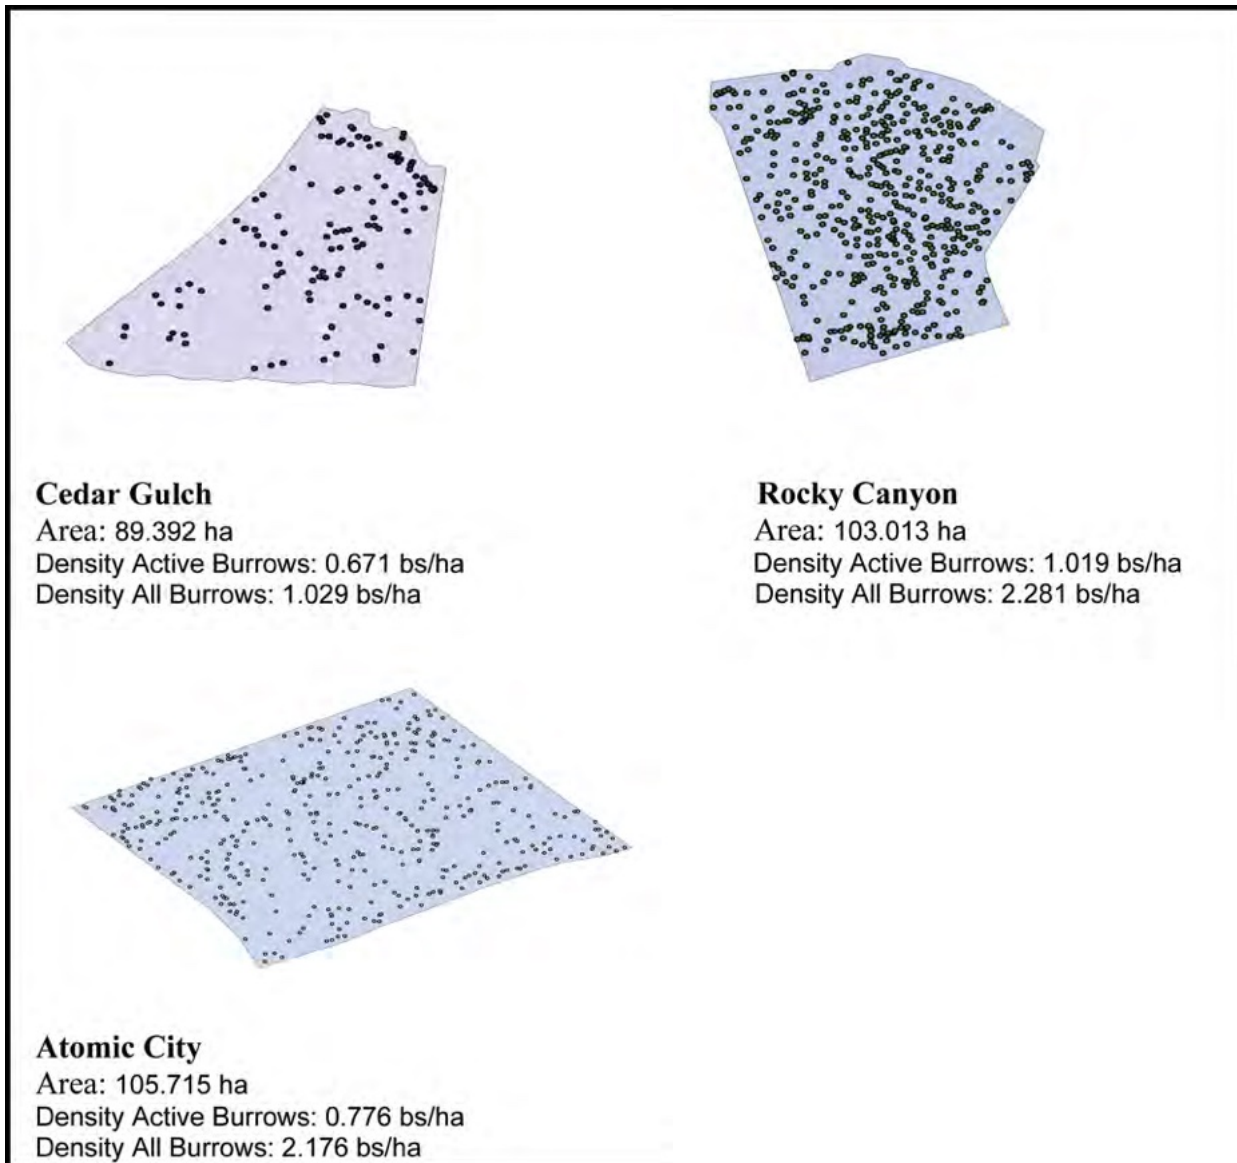 Cedar Gulch
Area: 89.392 ha
Density Active Burrows: 0.671 bs/ha
Density All Burrows: 1.029 bs/ha
Rocky Canyon
Area: 103.013 ha
Density Active Burrows: 1.019 bs/ha
Density All Burrows: 2.281 bs/ha
Atomic City
Area: 105.715 ha
Density Active Burrows: 0.776 bs/ha
Density All Burrows: 2.176 bs/ha